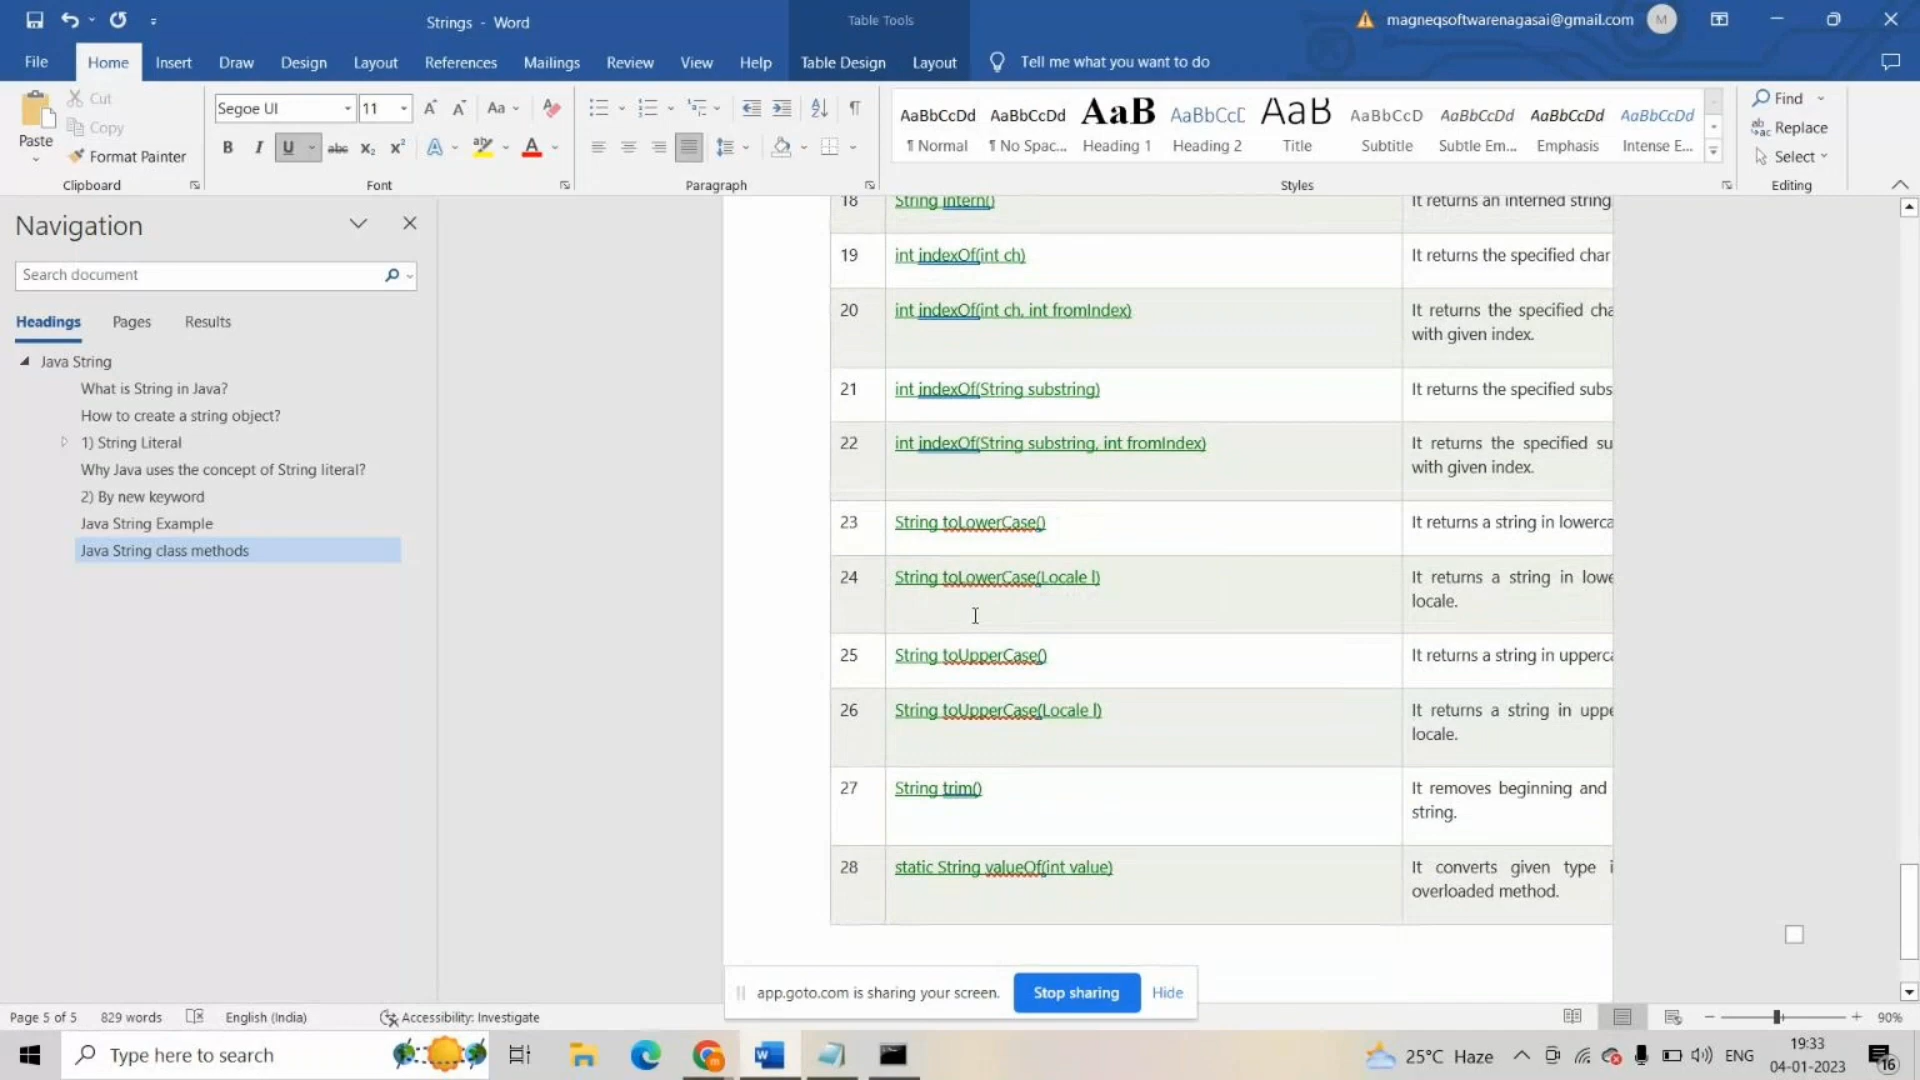 Strings - Word
Table Tools
magneqsoftwarenagasai@gmail.com
M
File Home Insert Draw Design Layout References Mailings Review View Help Table Design Layout Tell me what you want to do
Paste
Cut
Copy
Format Painter
Clipboard
Segoe UI 11
Font
Paragraph
AaBbCcDd AaBbCcDd AaB AaBbCcC AaB AaBbCcD AaBbCcDd AaBbCcDd AaBbCcDd
¶ Normal ¶ No Spac... Heading 1 Heading 2 Title Subtitle Subtle Em... Emphasis Intense E...
Styles
Find
Replace
Select
Editing
Navigation
Search document
Headings Pages Results
Java String
What is String in Java?
How to create a string object?
1) String Literal
Why Java uses the concept of String literal?
2) By new keyword
Java String Example
Java String class methods
18 String intern() It returns an interned string
19 int indexOf(int ch) It returns the specified char
20 int indexOf(int ch, int fromIndex) It returns the specified cha
with given index.
21 int indexOf(String substring) It returns the specified subs
22 int indexOf(String substring, int fromIndex) It returns the specified su
with given index.
23 String toLowerCase() It returns a string in lowerca
24 String toLowerCase(Locale l) It returns a string in lowe
locale.
25 String toUpperCase() It returns a string in upperca
26 String toUpperCase(Locale l) It returns a string in uppe
locale.
27 String trim() It removes beginning and
string.
28 static String valueOf(int value) It converts given type i
overloaded method.
app.goto.com is sharing your screen. Stop sharing Hide
Page 5 of 5 829 words English (India) Accessibility: Investigate 90%
Type here to search
25°C Haze
ENG
19:33
04-01-2023
16